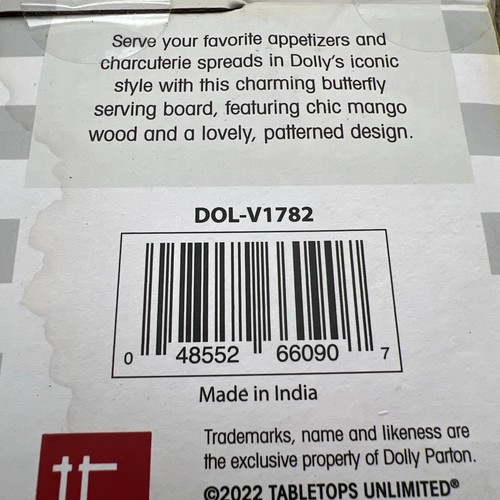 Serve your favorite appetizers and
charcuterie spreads in Dolly's iconic
style with this charming butterfly
serving board, featuring chic mango
wood and a lovely, patterned design.
DOL-V1782
0 48552 66090 7
Made in India
Trademarks, name and likeness are
the exclusive property of Dolly Parton.
©2022 TABLETOPS UNLIMITED®